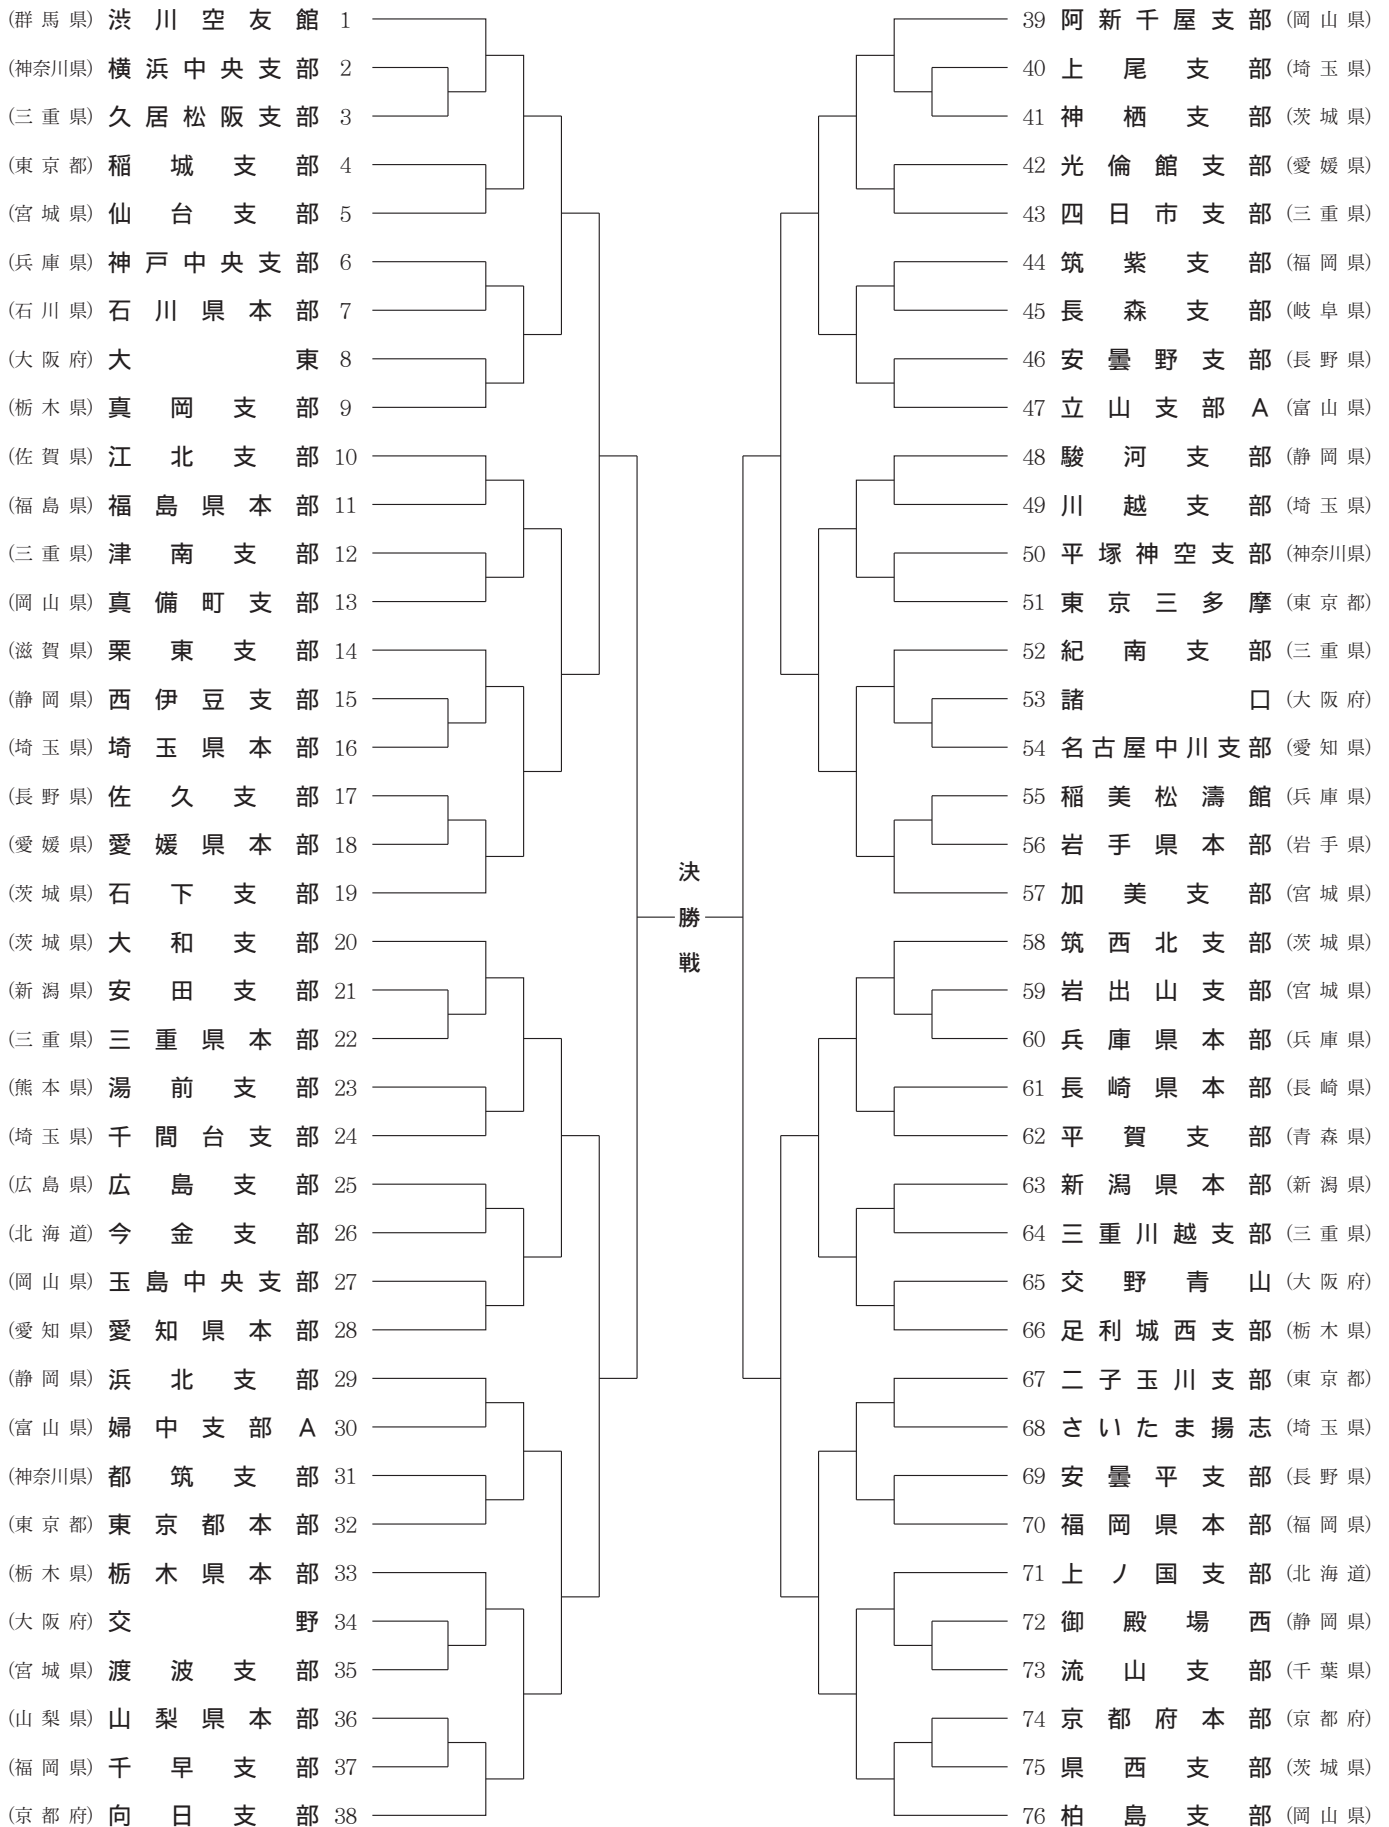 (群馬県) 渋川空友館 1
(神奈川県) 横浜中央支部 2
(三重県) 久居松阪支部 3
(東京都) 稲城支部 4
(宮城県) 仙台支部 5
(兵庫県) 神戸中央支部 6
(石川県) 石川県本部 7
(大阪府) 大東 8
(栃木県) 真岡支部 9
(佐賀県) 江北支部 10
(福島県) 福島県本部 11
(三重県) 津南支部 12
(岡山県) 真備町支部 13
(滋賀県) 栗東支部 14
(静岡県) 西伊豆支部 15
(埼玉県) 埼玉県本部 16
(長野県) 佐久支部 17
(愛媛県) 愛媛県本部 18
(茨城県) 石下支部 19
(茨城県) 大和支部 20
(新潟県) 安田支部 21
(三重県) 三重県本部 22
(熊本県) 湯前支部 23
(埼玉県) 千間台支部 24
(広島県) 広島支部 25
(北海道) 今金支部 26
(岡山県) 玉島中央支部 27
(愛知県) 愛知県本部 28
(静岡県) 浜北支部 29
(富山県) 婦中支部A 30
(神奈川県) 都筑支部 31
(東京都) 東京都本部 32
(栃木県) 栃木県本部 33
(大阪府) 交野 34
(宮城県) 渡波支部 35
(山梨県) 山梨県本部 36
(福岡県) 千早支部 37
(京都府) 向日支部 38
決勝戦
39 阿新千屋支部 (岡山県)
40 上尾支部 (埼玉県)
41 神栖支部 (茨城県)
42 光倫館支部 (愛媛県)
43 四日市支部 (三重県)
44 筑紫支部 (福岡県)
45 長森支部 (岐阜県)
46 安曇野支部 (長野県)
47 立山支部A (富山県)
48 駿河支部 (静岡県)
49 川越支部 (埼玉県)
50 平塚神空支部 (神奈川県)
51 東京三多摩 (東京都)
52 紀南支部 (三重県)
53 諸口 (大阪府)
54 名古屋中川支部 (愛知県)
55 稲美松濤館 (兵庫県)
56 岩手県本部 (岩手県)
57 加美支部 (宮城県)
58 筑西北支部 (茨城県)
59 岩出山支部 (宮城県)
60 兵庫県本部 (兵庫県)
61 長崎県本部 (長崎県)
62 平賀支部 (青森県)
63 新潟県本部 (新潟県)
64 三重川越支部 (三重県)
65 交野青山 (大阪府)
66 足利城西支部 (栃木県)
67 二子玉川支部 (東京都)
68 さいたま揚志 (埼玉県)
69 安曇平支部 (長野県)
70 福岡県本部 (福岡県)
71 上ノ国支部 (北海道)
72 御殿場西 (静岡県)
73 流山支部 (千葉県)
74 京都府本部 (京都府)
75 県西支部 (茨城県)
76 柏島支部 (岡山県)